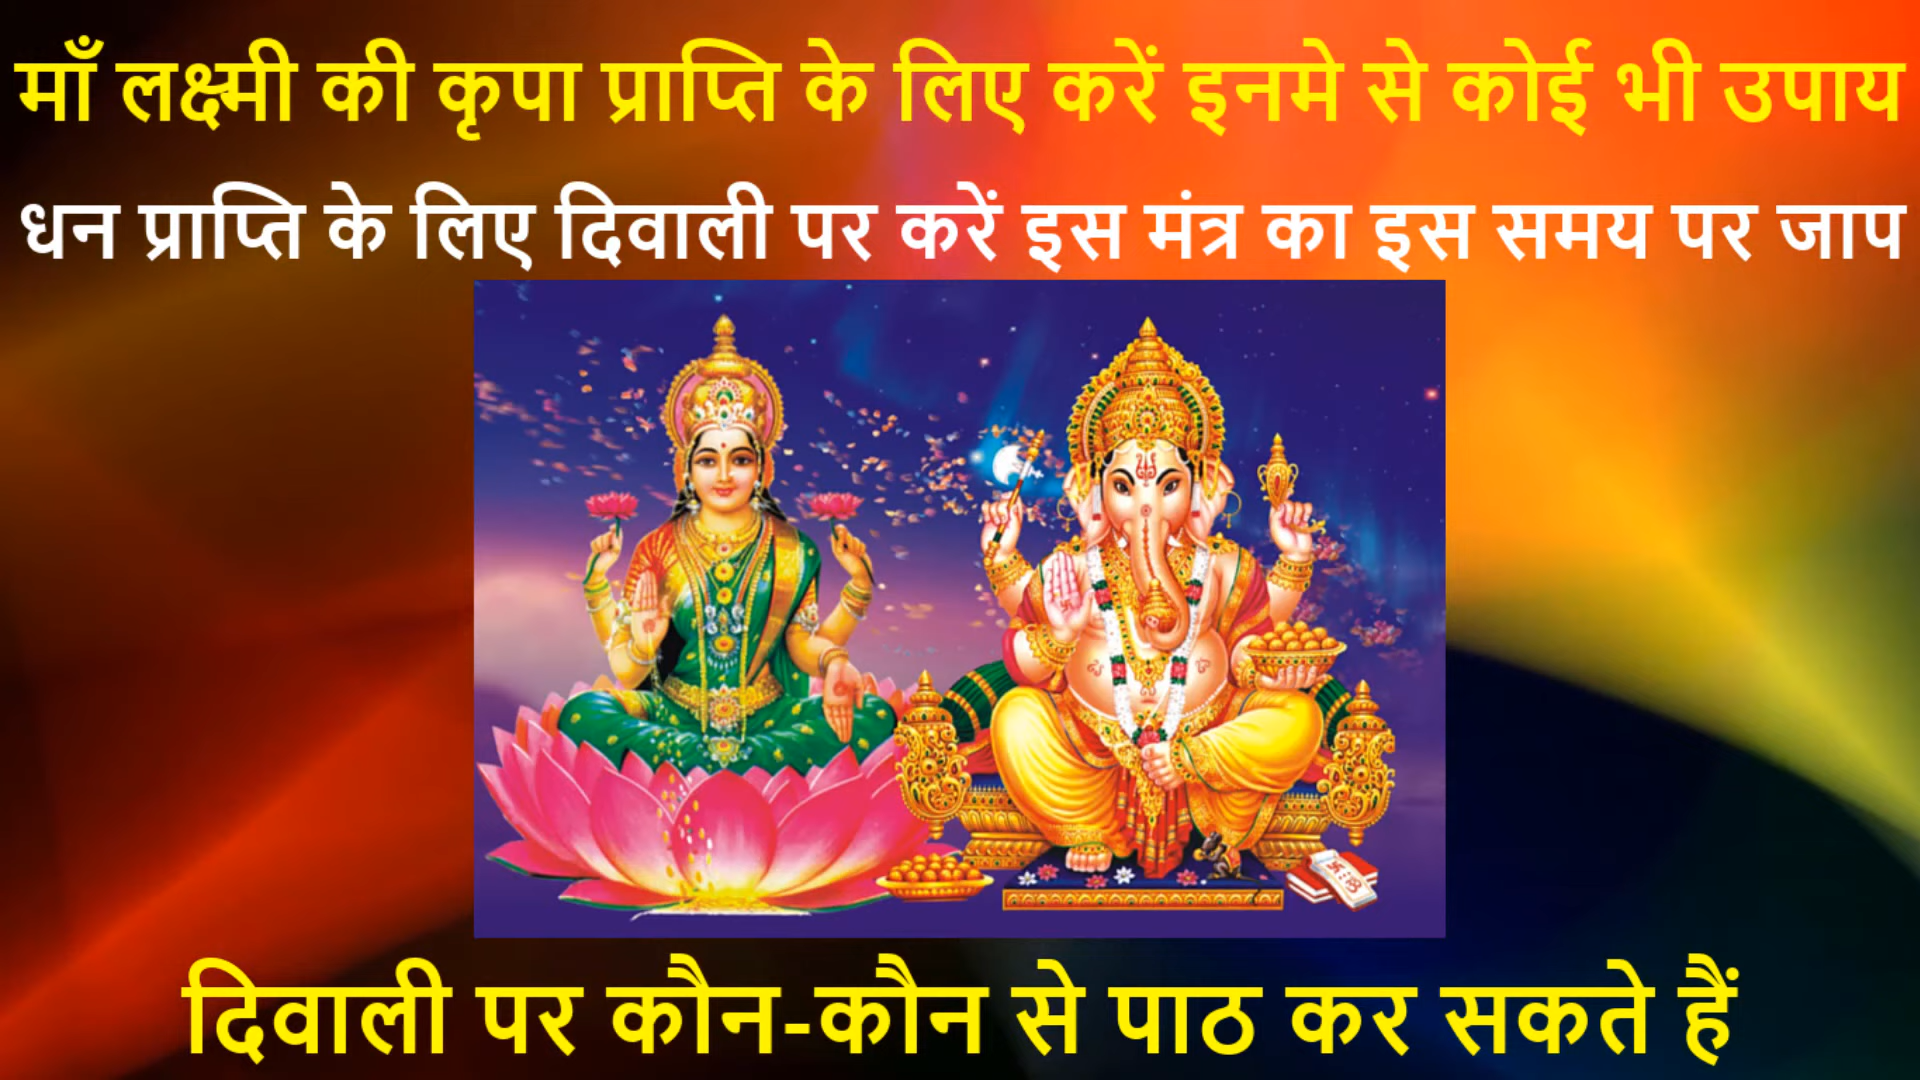 माँ लक्ष्मी की कृपा प्राप्ति के लिए करें इनमे से कोई भी उपाय
धन प्राप्ति के लिए दिवाली पर करें इस मंत्र का इस समय पर जाप
दिवाली पर कौन-कौन से पाठ कर सकते हैं